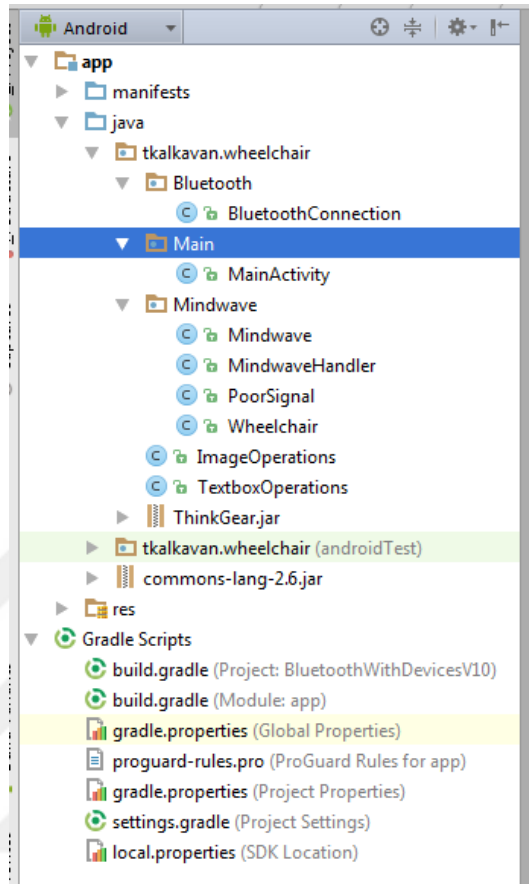 Android
app
manifests
java
tkalkavan.wheelchair
Bluetooth
BluetoothConnection
Main
MainActivity
Mindwave
Mindwave
MindwaveHandler
PoorSignal
Wheelchair
ImageOperations
TextboxOperations
ThinkGear.jar
tkalkavan.wheelchair (androidTest)
commons-lang-2.6.jar
res
Gradle Scripts
build.gradle (Project: BluetoothWithDevicesV10)
build.gradle (Module: app)
gradle.properties (Global Properties)
proguard-rules.pro (ProGuard Rules for app)
gradle.properties (Project Properties)
settings.gradle (Project Settings)
local.properties (SDK Location)